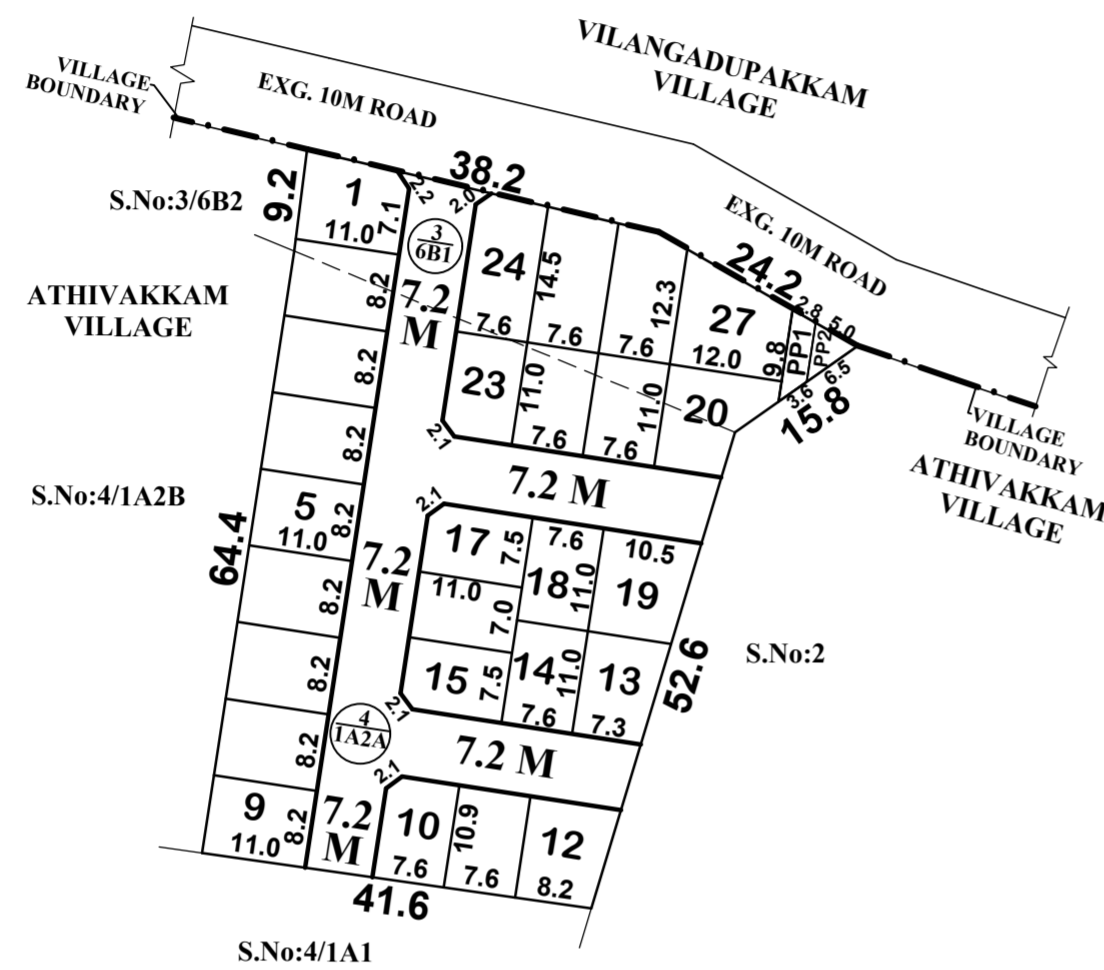 VILANGADUPAKKAM
VILLAGE
VILLAGE
BOUNDARY
EXG. 10M ROAD
EXG. 10M ROAD
S.No:3/6B2
9.2
1
11.0
7.1
2.2
38.2
2.0
3
6B1
24
14.5
7.6
24.2
2.8
5.0
27
12.3
12.0
9.8
PP1
PP2
3.6
6.5
15.8
ATHIVAKKAM
VILLAGE
8.2
7.2
M
7.6
7.6
23
11.0
11.0
20
7.6
7.6
2.1
8.2
8.2
VILLAGE
BOUNDARY
ATHIVAKKAM
VILLAGE
S.No:4/1A2B
64.4
5
11.0
8.2
7.2 M
2.1
7.2
M
17
7.5
11.0
7.6
18
11.0
10.5
19
8.2
7.0
15
7.5
14
11.0
7.6
13
7.3
52.6
S.No:2
8.2
2.1
4
1A2A
8.2
7.2 M
2.1
9
11.0
8.2
7.2
M
10
10.9
7.6
7.6
12
8.2
41.6
S.No:4/1A1